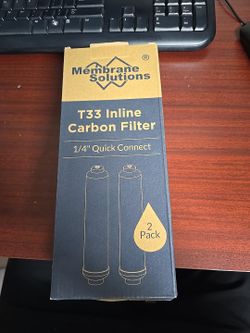 Membrane
Solutions
®
T33 Inline
Carbon Filter
1/4" Quick Connect
2
Pack